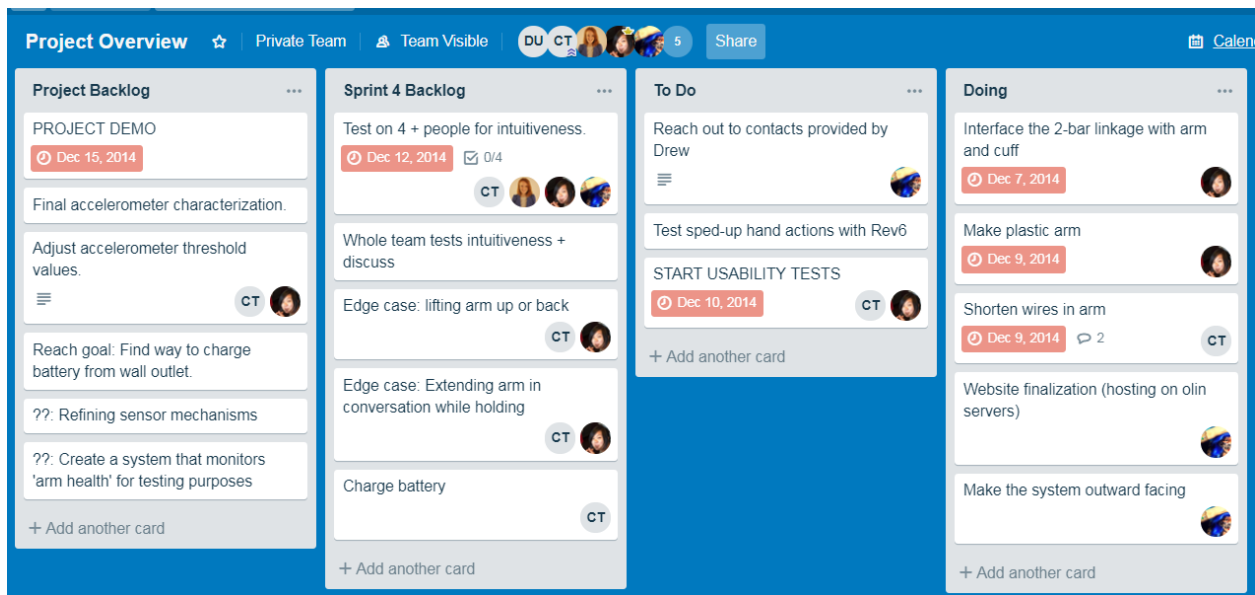 Project Overview
Private Team
Team Visible
DU
CT
5
Share
Project Backlog
PROJECT DEMO
Dec 15, 2014
Final accelerometer characterization.
Adjust accelerometer threshold
values.
CT
Reach goal: Find way to charge
battery from wall outlet.
??: Refining sensor mechanisms
??: Create a system that monitors
'arm health' for testing purposes
+ Add another card
Sprint 4 Backlog
Test on 4 + people for intuitiveness.
Dec 12, 2014 0/4
CT
Whole team tests intuitiveness +
discuss
Edge case: lifting arm up or back
CT
Edge case: Extending arm in
conversation while holding
CT
Charge battery
CT
+ Add another card
To Do
Reach out to contacts provided by
Drew
Test sped-up hand actions with Rev6
START USABILITY TESTS
Dec 10, 2014
CT
+ Add another card
Doing
Interface the 2-bar linkage with arm
and cuff
Dec 7, 2014
Make plastic arm
Dec 9, 2014
Shorten wires in arm
Dec 9, 2014 2
CT
Website finalization (hosting on olin
servers)
Make the system outward facing
+ Add another card